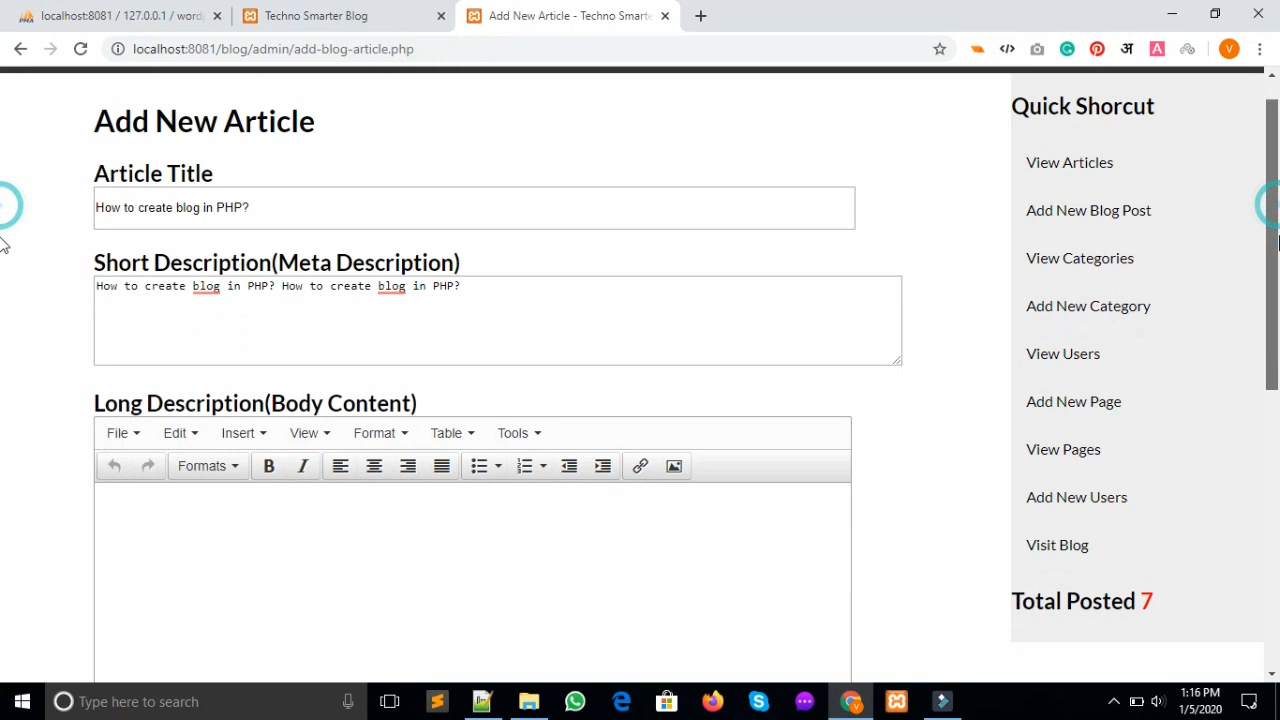 localhost:8081 / 127.0.0.1 / word
Techno Smarter Blog
Add New Article - Techno Smarte
localhost:8081/blog/admin/add-blog-article.php
अ
A
V
Add New Article
Article Title
How to create blog in PHP?
Short Description(Meta Description)
How to create blog in PHP? How to create blog in PHP?
Long Description(Body Content)
File Edit Insert View Format Table Tools
Formats B I
Quick Shorcut
View Articles
Add New Blog Post
View Categories
Add New Category
View Users
Add New Page
View Pages
Add New Users
Visit Blog
Total Posted 7
Type here to search
1:16 PM
1/5/2020